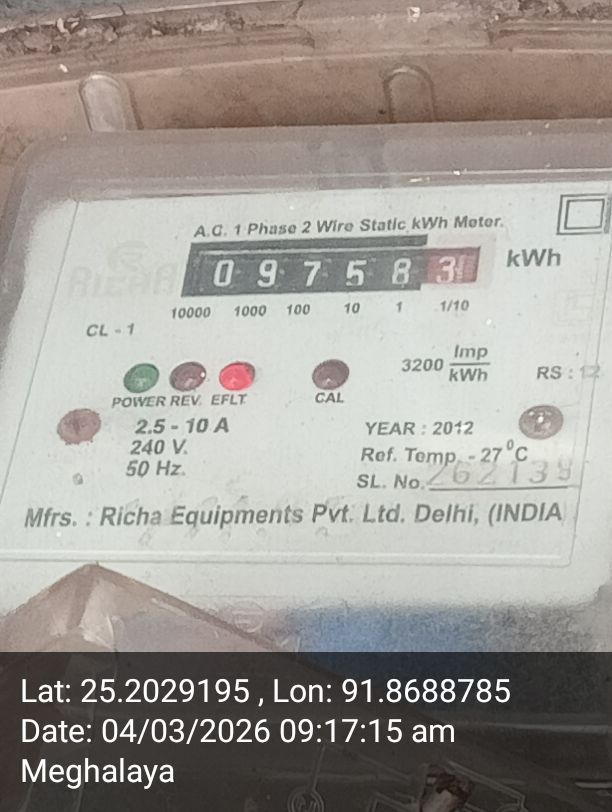 A.C. 1 Phase 2 Wire Static kWh Meter.
0 9 7 5 8 3 kWh
10000 1000 100 10 1 1/10
CL - 1
3200 Imp/kWh
RS : 12
POWER REV. EFLT
CAL
2.5 - 10 A
240 V.
50 Hz.
YEAR : 2012
Ref. Temp. - 27°C
SL. No. 262139
Mfrs. : Richa Equipments Pvt. Ltd. Delhi, (INDIA
Lat: 25.2029195 , Lon: 91.8688785
Date: 04/03/2026 09:17:15 am
Meghalaya